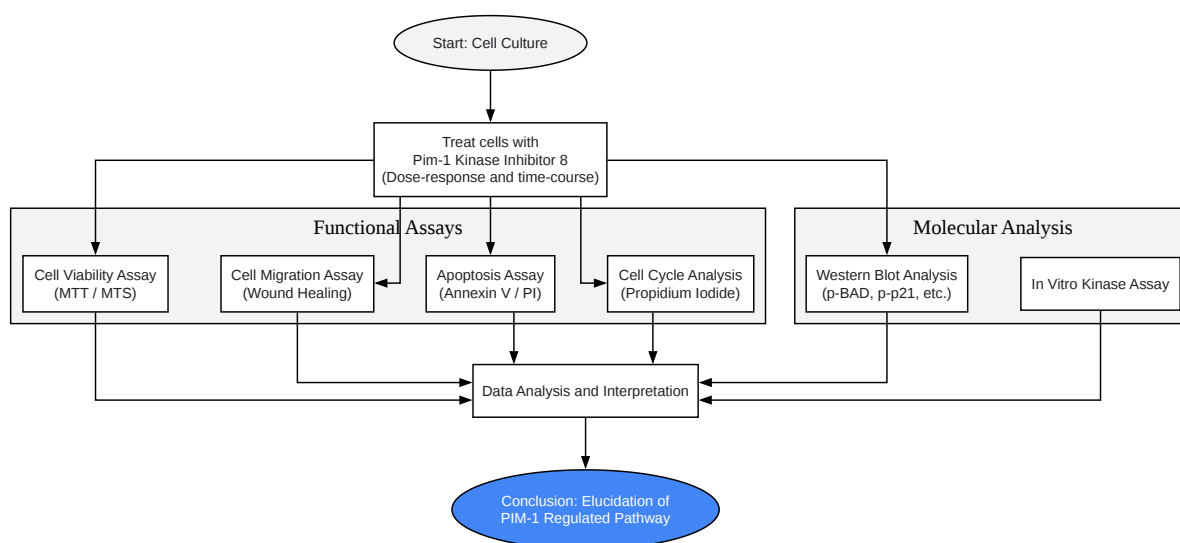 Start: Cell Culture
Treat cells with
Pim-1 Kinase Inhibitor 8
(Dose-response and time-course)
Functional Assays
Molecular Analysis
Cell Viability Assay
(MTT / MTS)
Cell Migration Assay
(Wound Healing)
Apoptosis Assay
(Annexin V / PI)
Cell Cycle Analysis
(Propidium Iodide)
Western Blot Analysis
(p-BAD, p-p21, etc.)
In Vitro Kinase Assay
Data Analysis and Interpretation
Conclusion: Elucidation of
PIM-1 Regulated Pathway